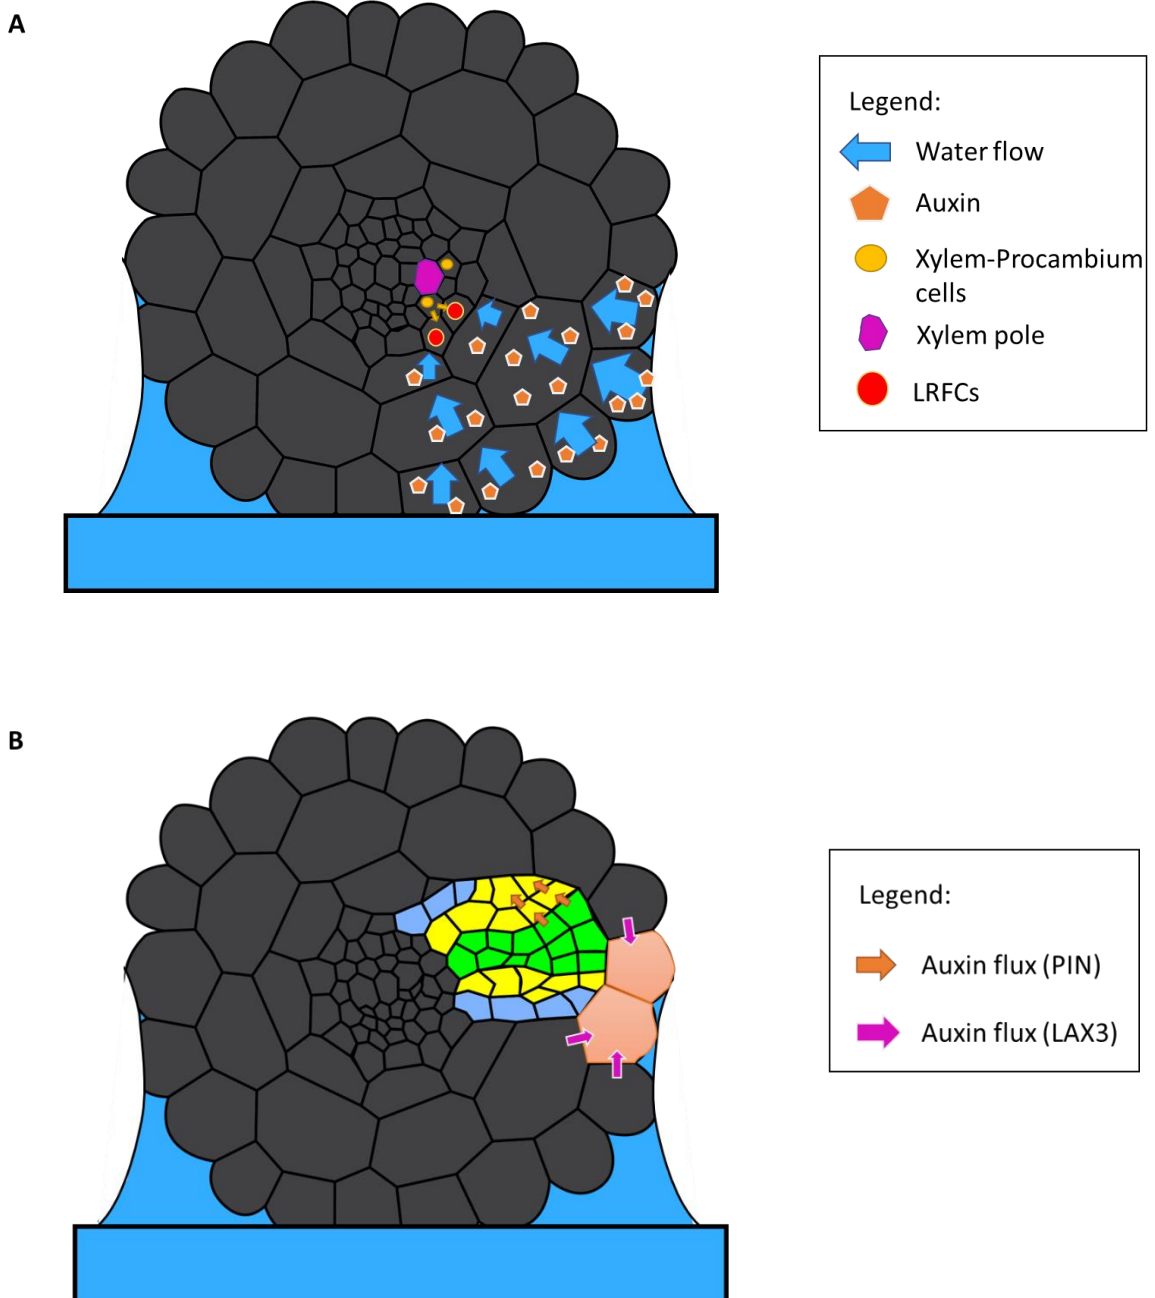 A
Legend:
Water flow
Auxin
Xylem-Procambium
cells
Xylem pole
LRFCs
B
Legend:
Auxin flux (PIN)
Auxin flux (LAX3)